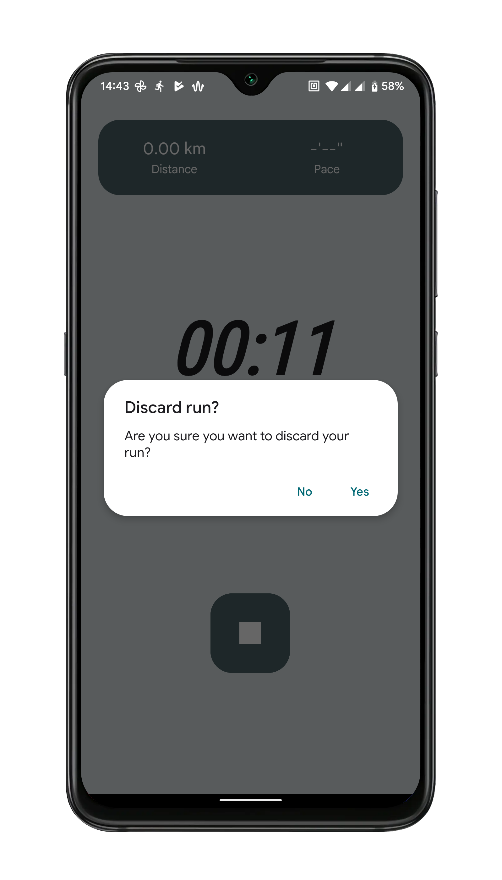 14:43 58%
0.00 km -'--"
Distance Pace
00:11
Discard run?
Are you sure you want to discard your
run?
No Yes